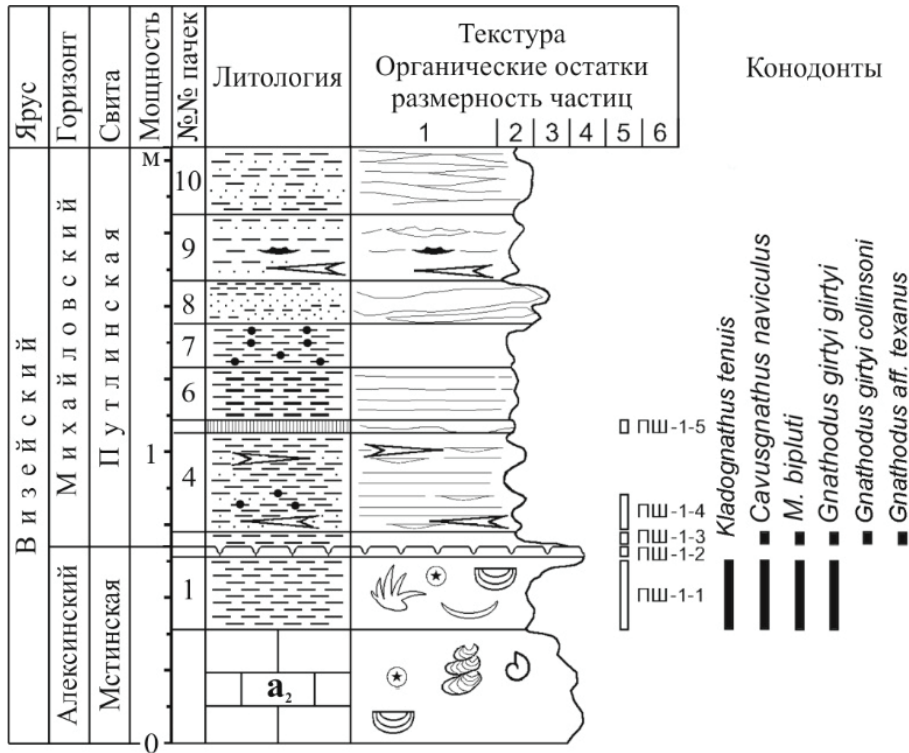 Ярус
Горизонт
Свита
Мощность
№№ пачек
Литология
Текстура
Органические остатки
размерность частиц
1 2 3 4 5 6
Конодонты
Визейский
Михайловский
Путлинская
Алексинский
Мстинская
м
1
0
10
9
8
7
6
4
1
a₂
ПШ-1-5
ПШ-1-4
ПШ-1-3
ПШ-1-2
ПШ-1-1
Kladognathus tenuis
Cavusgnathus naviculus
M. bipluti
Gnathodus girtyi girtyi
Gnathodus girtyi collinsoni
Gnathodus aff. texanus